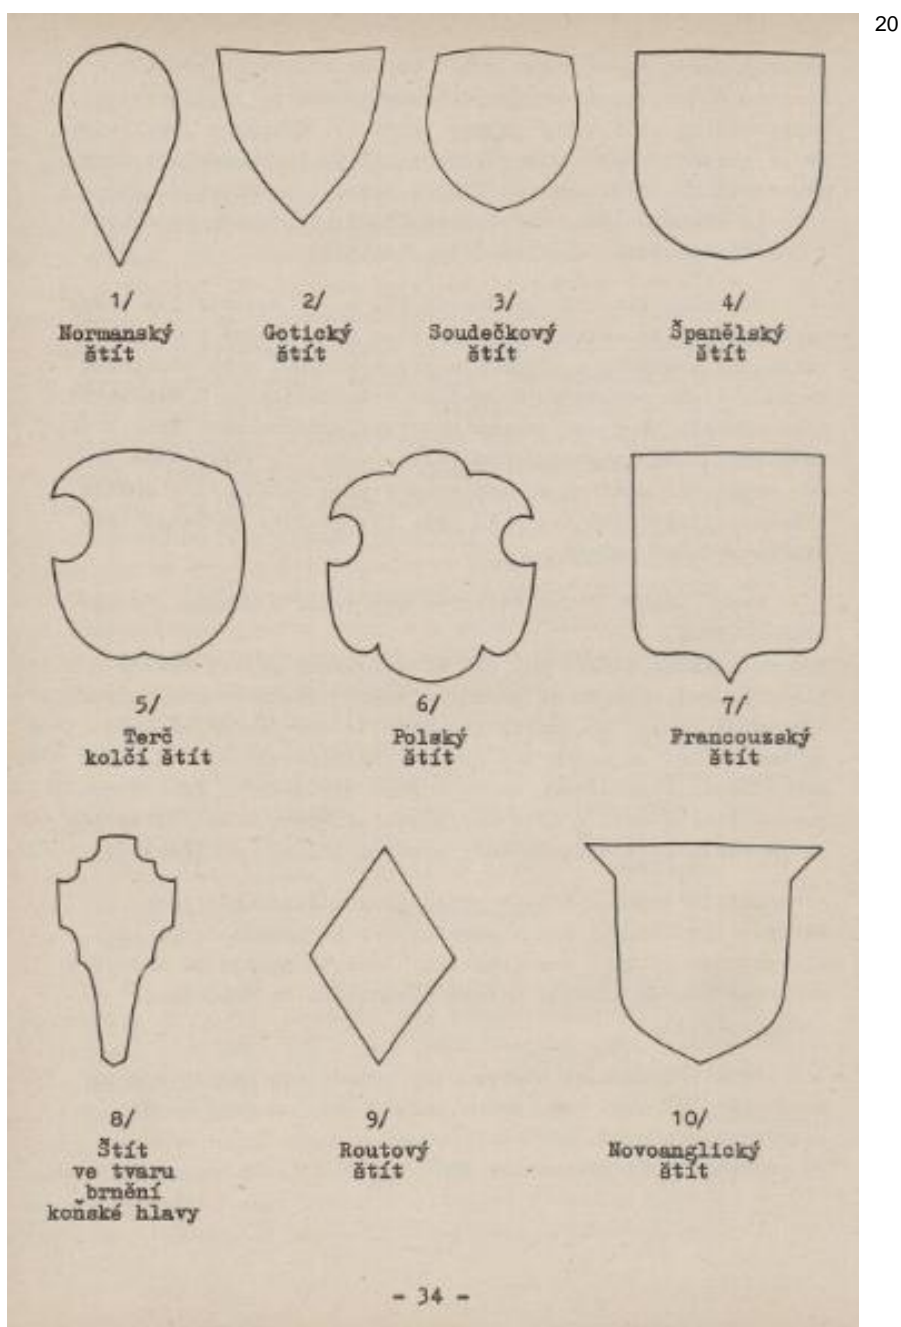 20
1/
Normanský
štít
2/
Gotický
štít
3/
Soudečkový
štít
4/
Španělský
štít
5/
Terč
kolčí štít
6/
Polský
štít
7/
Francouzský
štít
8/
Štít
ve tvaru
brnění
koňské hlavy
9/
Routový
štít
10/
Novoanglický
štít
- 34 -